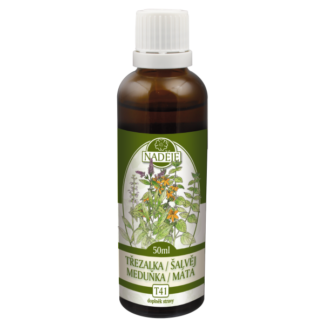 NADĚJE
50ml
TŘEZALKA / ŠALVĚJ
MEDUŇKA / MÁTA
T41
doplněk stravy